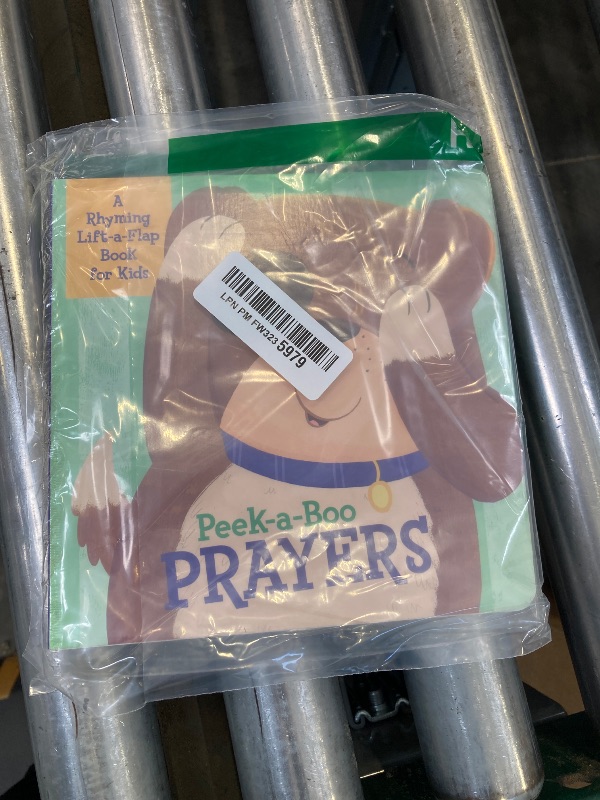 H
A
Rhyming
Lift-a-Flap
Book
for Kids
LPN PM FW323 5979
Peek-a-Boo
PRAYERS